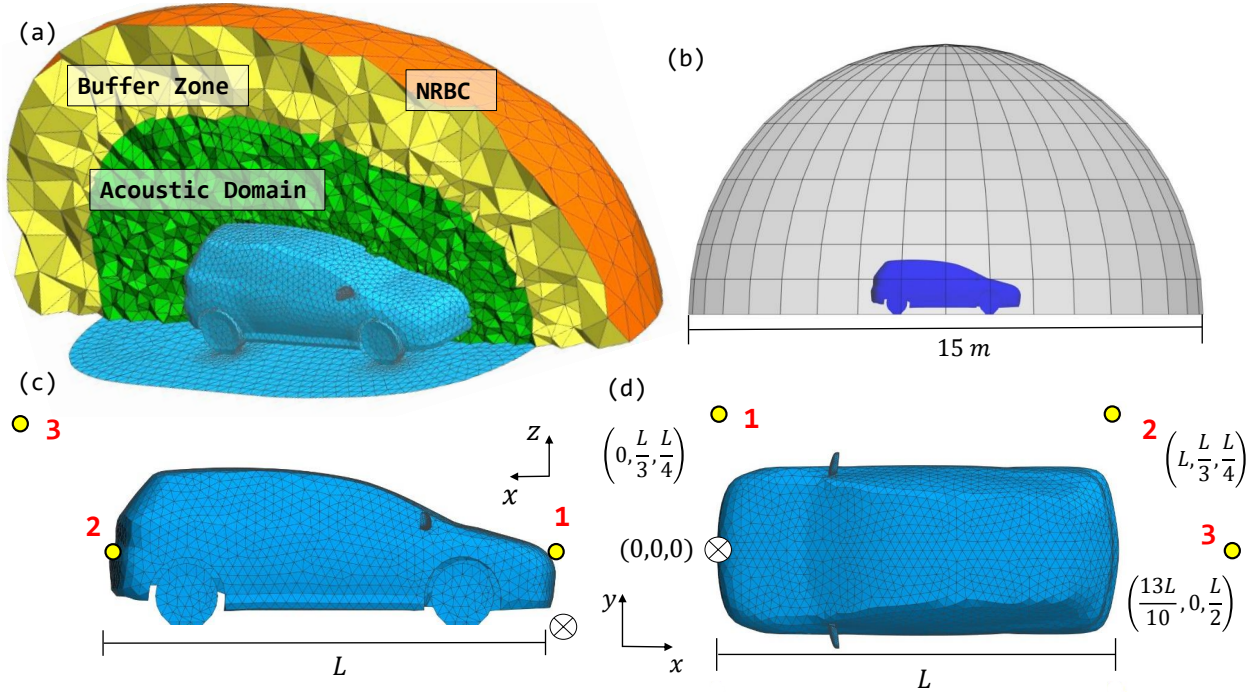 (a)
Buffer Zone
NRBC
Acoustic Domain
(b)
15 m
(c)
3
z
x
2
1
L
(d)
1
(0, L/3, L/4)
2
(L, L/3, L/4)
(0,0,0)
3
(13L/10, 0, L/2)
y
x
L